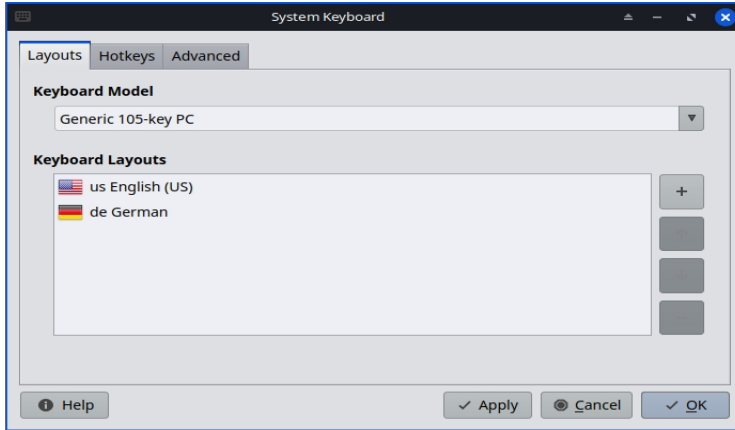 System Keyboard
Layouts Hotkeys Advanced
Keyboard Model
Generic 105-key PC
Keyboard Layouts
us English (US)
+
de German
Help Apply Cancel OK